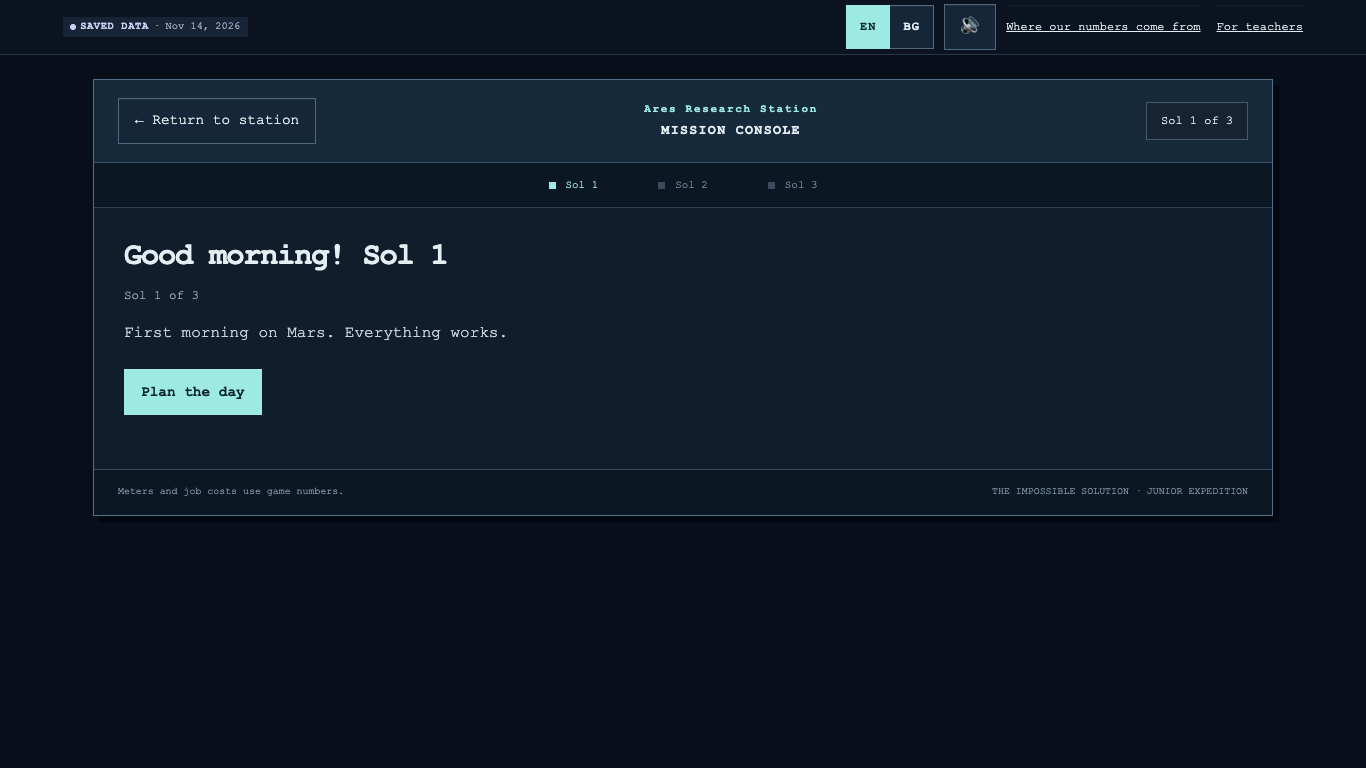 SAVED DATA · Nov 14, 2026
EN
BG
Where our numbers come from
For teachers
← Return to station
Ares Research Station
MISSION CONSOLE
Sol 1 of 3
Sol 1
Sol 2
Sol 3
Good morning! Sol 1
Sol 1 of 3
First morning on Mars. Everything works.
Plan the day
Meters and job costs use game numbers.
THE IMPOSSIBLE SOLUTION · JUNIOR EXPEDITION